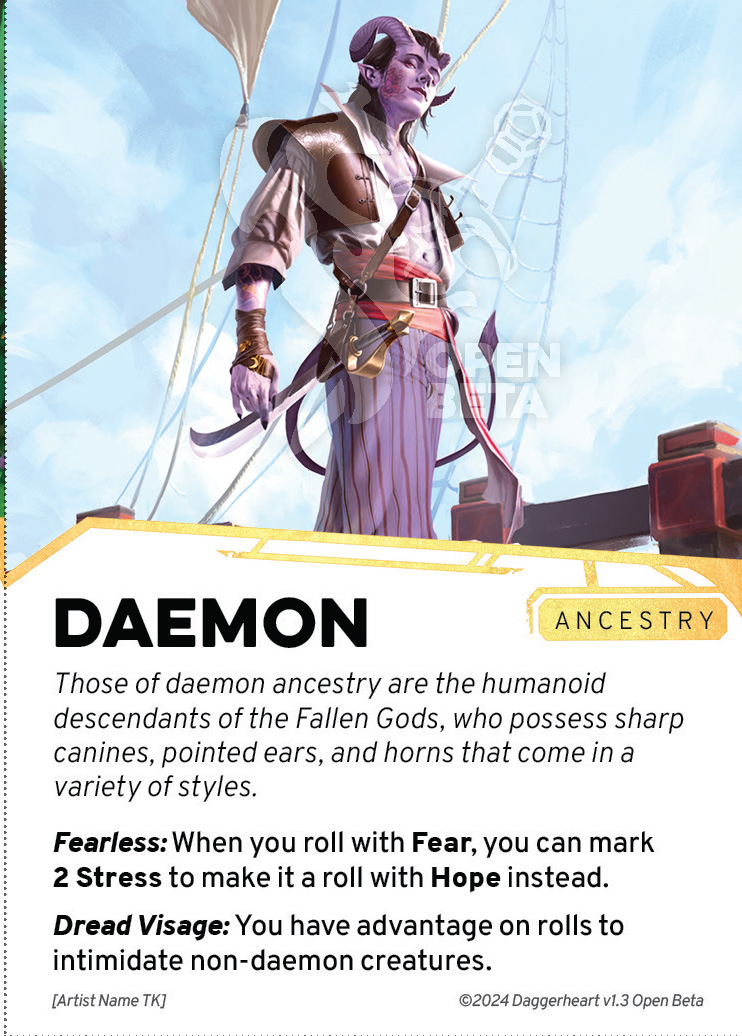 OPEN
BETA
DAEMON
ANCESTRY
Those of daemon ancestry are the humanoid
descendants of the Fallen Gods, who possess sharp
canines, pointed ears, and horns that come in a
variety of styles.
Fearless: When you roll with Fear, you can mark
2 Stress to make it a roll with Hope instead.
Dread Visage: You have advantage on rolls to
intimidate non-daemon creatures.
[Artist Name TK]
©2024 Daggerheart v1.3 Open Beta